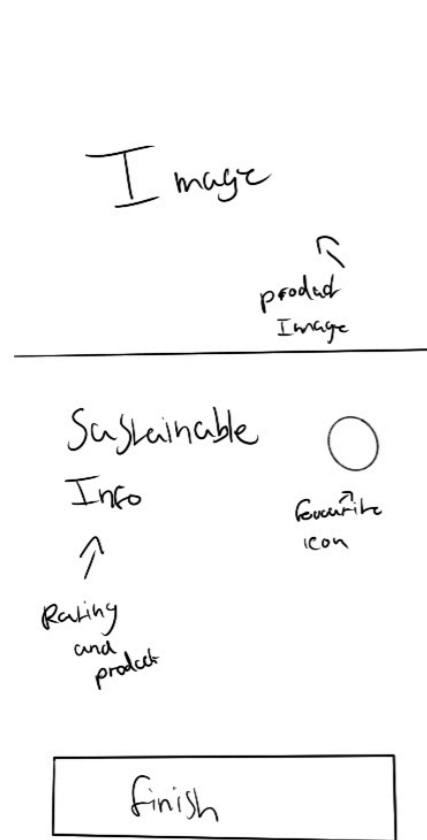 Image
product
Image
Sustainable
Info
favourite
icon
Rating
and
product
finish